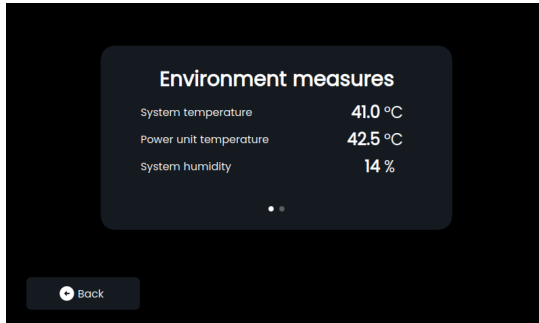 Environment measures
System temperature 41.0 °C
Power unit temperature 42.5 °C
System humidity 14 %
Back